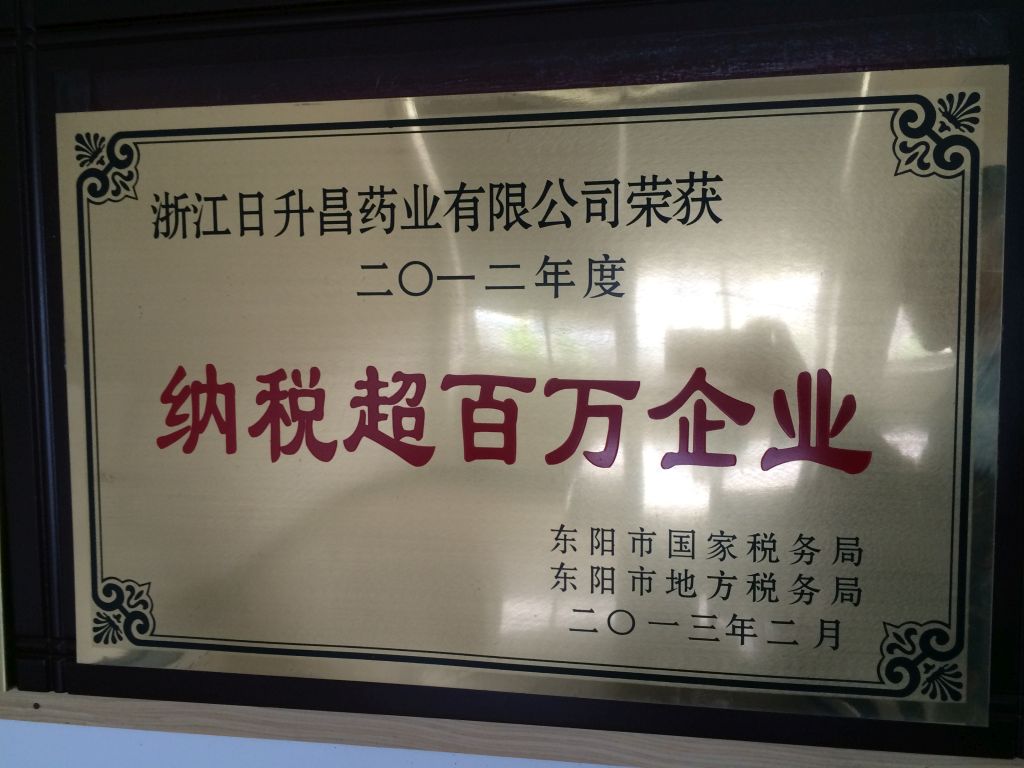 浙江日升昌药业有限公司荣获
二〇一二年度
纳税超百万企业
东阳市国家税务局
东阳市地方税务局
二〇一三年二月